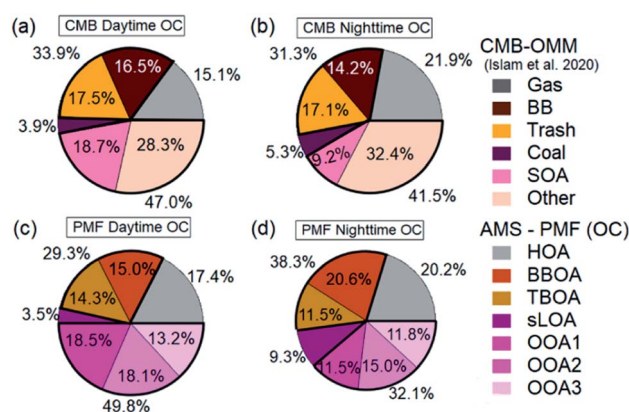 (a)
CMB Daytime OC
33.9%
16.5%
15.1%
17.5%
3.9%
18.7%
28.3%
47.0%
(b)
CMB Nighttime OC
31.3%
14.2%
21.9%
17.1%
5.3%
9.2%
32.4%
41.5%
CMB-OMM
(Islam et al. 2020)
Gas
BB
Trash
Coal
SOA
Other
(c)
PMF Daytime OC
29.3%
15.0%
17.4%
14.3%
3.5%
18.5%
13.2%
18.1%
49.8%
(d)
PMF Nighttime OC
38.3%
20.6%
20.2%
11.5%
9.3%
11.8%
11.5%
15.0%
32.1%
AMS - PMF (OC)
HOA
BBOA
TBOA
sLOA
OOA1
OOA2
OOA3